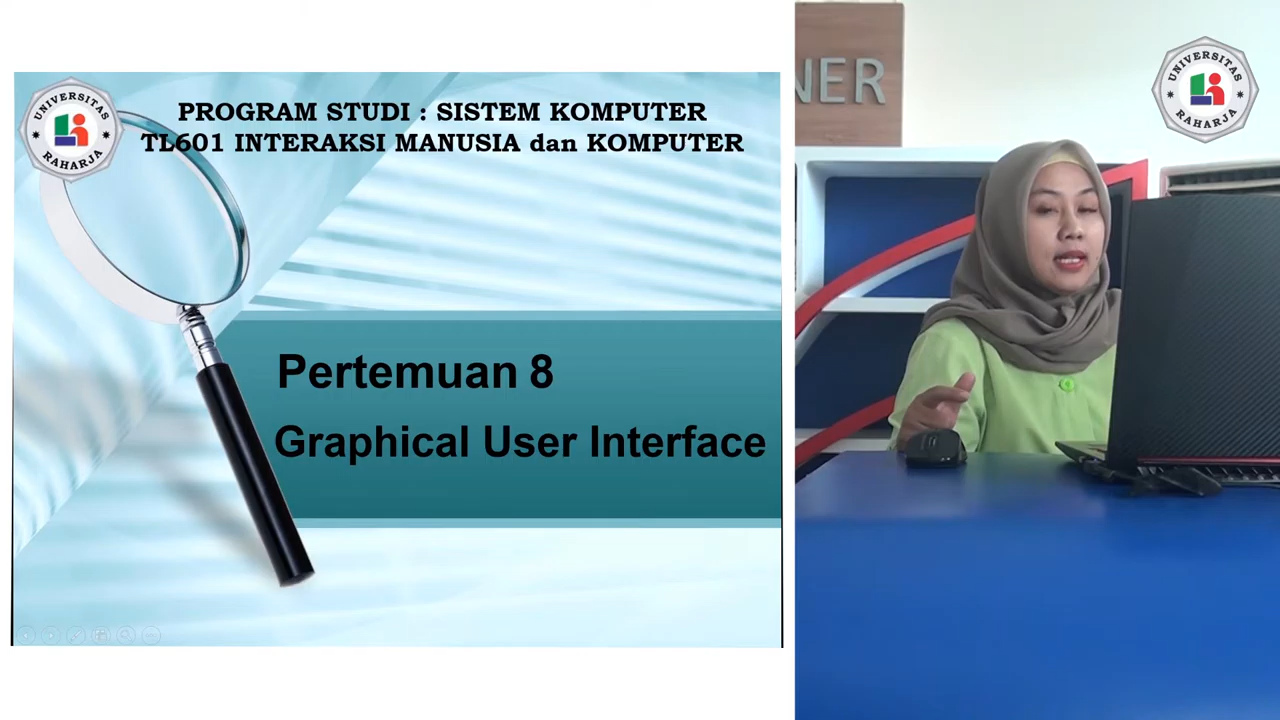 UNIVERSITAS
RAHARJA
PROGRAM STUDI : SISTEM KOMPUTER
TL601 INTERAKSI MANUSIA dan KOMPUTER
Pertemuan 8
Graphical User Interface
NER
UNIVERSITAS
RAHARJA